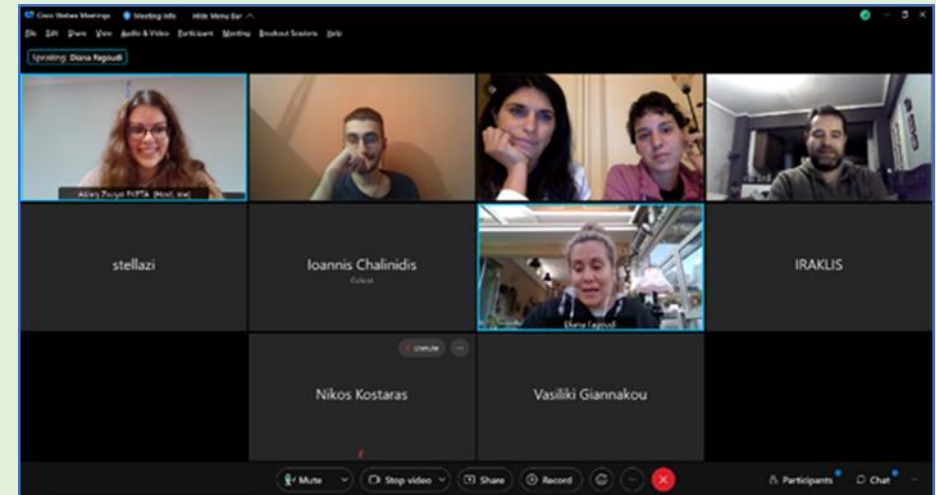 Cisco Webex Meetings Meeting Info Hide Menu Bar
File Edit Share View Audio & Video Participant Meeting Breakout Sessions Help
Speaking: Diana Fagoudi
stellazi
Ioannis Chalinidis
Diana Fagoudi
IRAKLIS
Unmute
Nikos Kostaras
Vasiliki Giannakou
Mute
Stop video
Share
Record
Participants
Chat